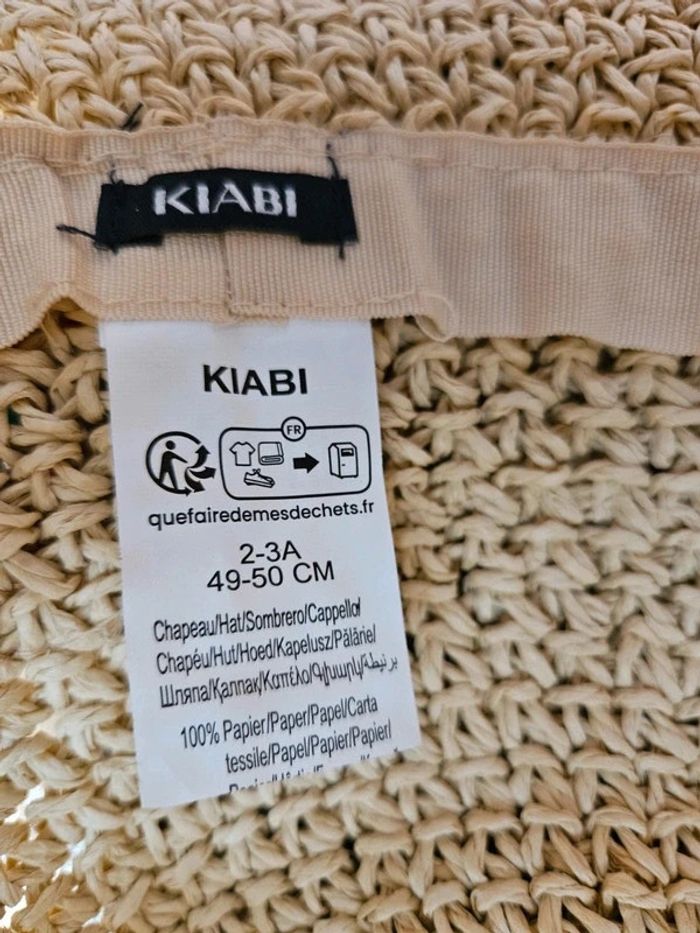 KIABI
KIABI
FR
quefairedemesdechets.fr
2-3A
49-50 CM
Chapeau/Hat/Sombrero/Cappello/
Chapéu/Hut/Hoed/Kapelusz/Pălărie/
Шляпа/Қалпақ/Καπέλο/Գլխարկ/برنيطة
100% Papier/Paper/Papel/Carta
tessile/Papel/Papier/Papier/